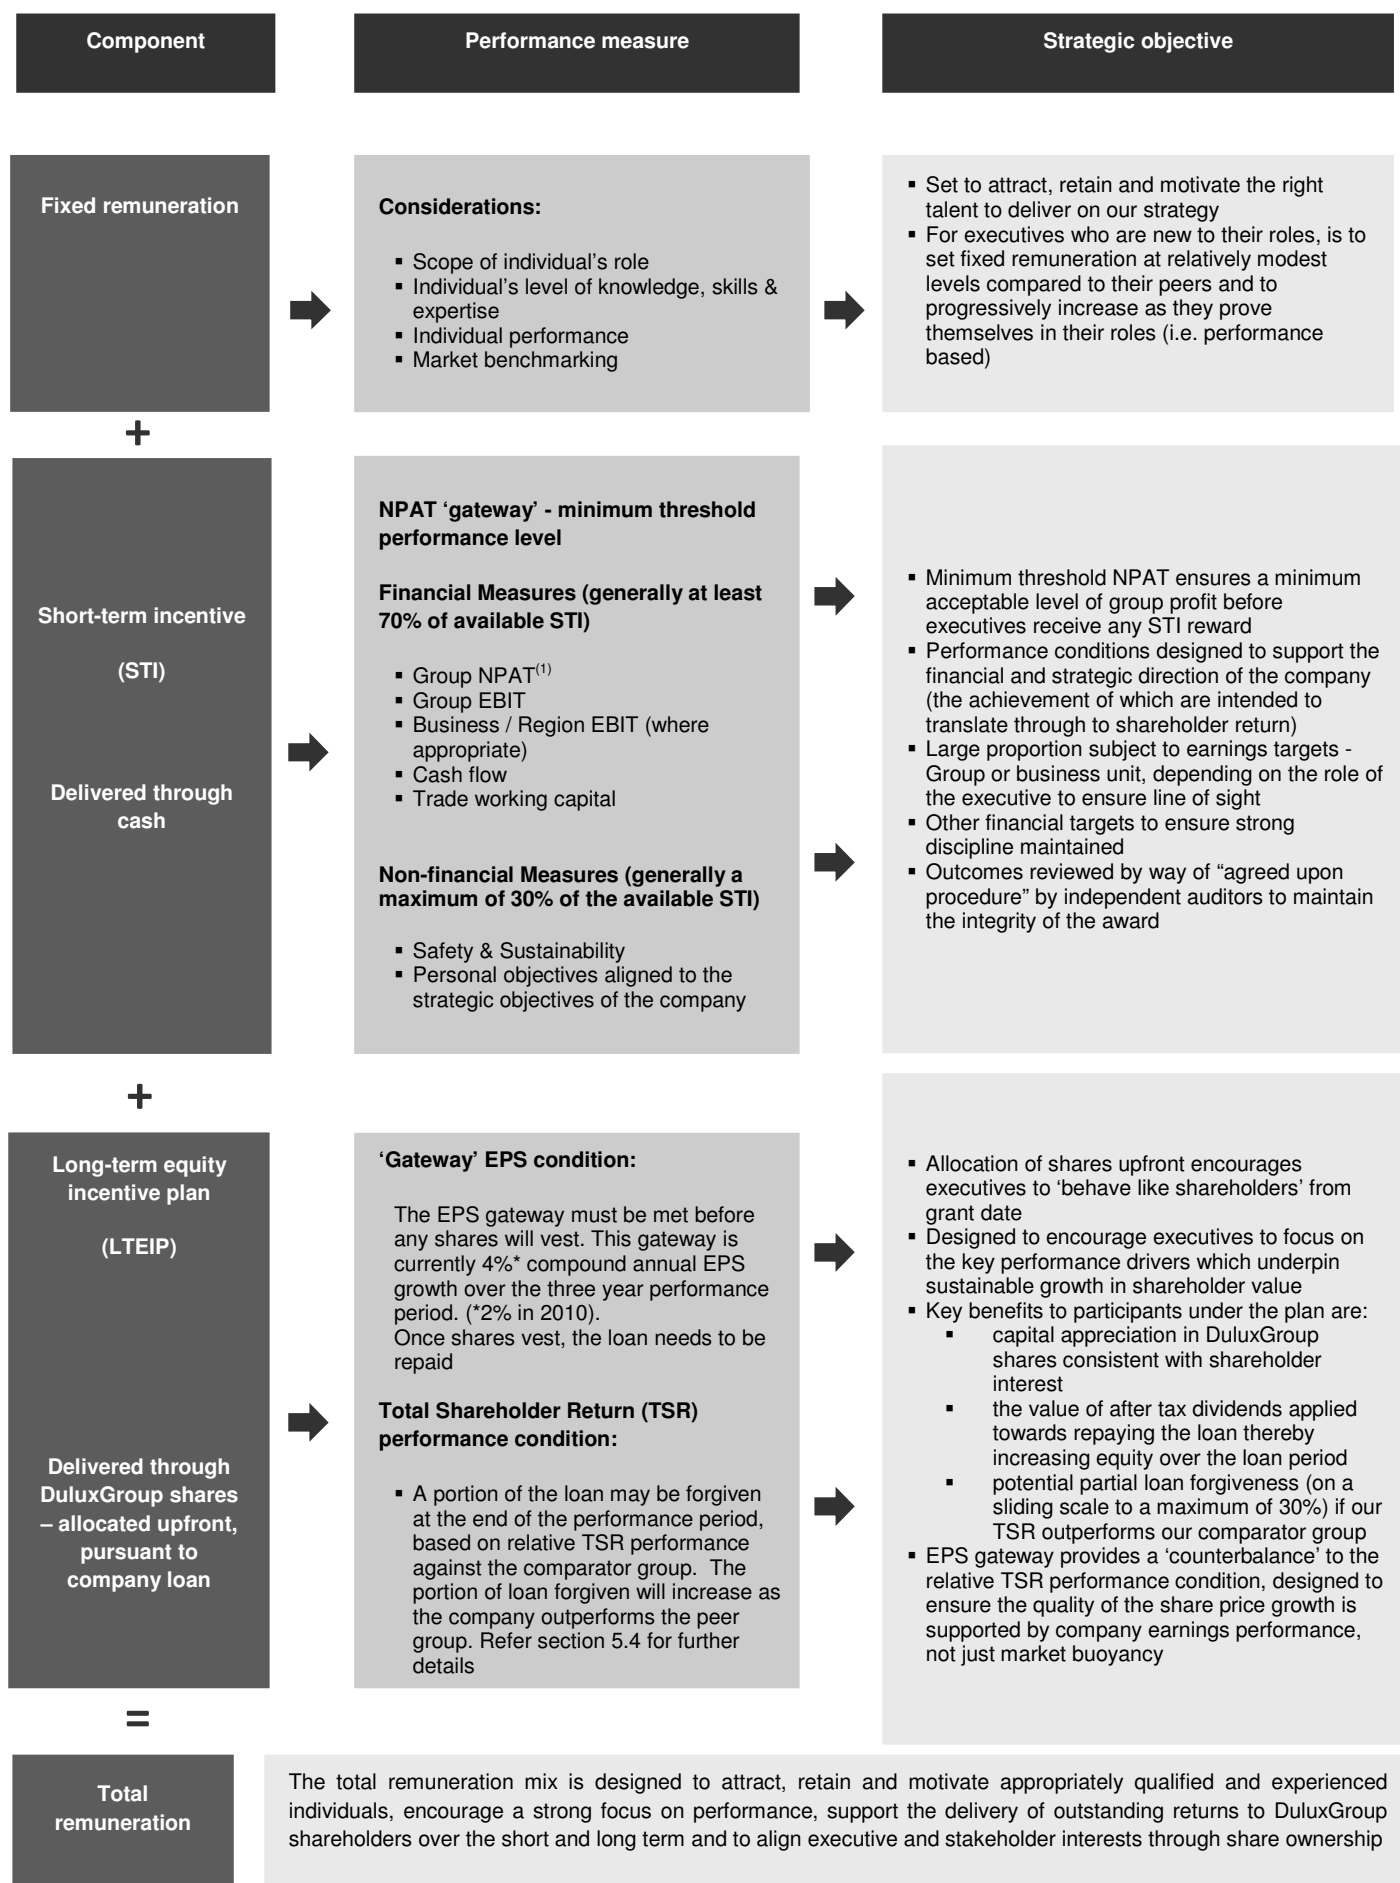 Component
Performance measure
Strategic objective
Fixed remuneration
Considerations:
▪ Scope of individual’s role
▪ Individual’s level of knowledge, skills &
expertise
▪ Individual performance
▪ Market benchmarking
▪ Set to attract, retain and motivate the right
talent to deliver on our strategy
▪ For executives who are new to their roles, is to
set fixed remuneration at relatively modest
levels compared to their peers and to
progressively increase as they prove
themselves in their roles (i.e. performance
based)
+
Short-term incentive
(STI)
Delivered through
cash
NPAT ‘gateway’ - minimum threshold
performance level
Financial Measures (generally at least
70% of available STI)
▪ Group NPAT(1)
▪ Group EBIT
▪ Business / Region EBIT (where
appropriate)
▪ Cash flow
▪ Trade working capital
Non-financial Measures (generally a
maximum of 30% of the available STI)
▪ Safety & Sustainability
▪ Personal objectives aligned to the
strategic objectives of the company
▪ Minimum threshold NPAT ensures a minimum
acceptable level of group profit before
executives receive any STI reward
▪ Performance conditions designed to support the
financial and strategic direction of the company
(the achievement of which are intended to
translate through to shareholder return)
▪ Large proportion subject to earnings targets -
Group or business unit, depending on the role of
the executive to ensure line of sight
▪ Other financial targets to ensure strong
discipline maintained
▪ Outcomes reviewed by way of “agreed upon
procedure” by independent auditors to maintain
the integrity of the award
+
Long-term equity
incentive plan
(LTEIP)
Delivered through
DuluxGroup shares
– allocated upfront,
pursuant to
company loan
‘Gateway’ EPS condition:
The EPS gateway must be met before
any shares will vest. This gateway is
currently 4%* compound annual EPS
growth over the three year performance
period. (*2% in 2010).
Once shares vest, the loan needs to be
repaid
Total Shareholder Return (TSR)
performance condition:
▪ A portion of the loan may be forgiven
at the end of the performance period,
based on relative TSR performance
against the comparator group. The
portion of loan forgiven will increase as
the company outperforms the peer
group. Refer section 5.4 for further
details
▪ Allocation of shares upfront encourages
executives to ‘behave like shareholders’ from
grant date
▪ Designed to encourage executives to focus on
the key performance drivers which underpin
sustainable growth in shareholder value
▪ Key benefits to participants under the plan are:
▪ capital appreciation in DuluxGroup
shares consistent with shareholder
interest
▪ the value of after tax dividends applied
towards repaying the loan thereby
increasing equity over the loan period
▪ potential partial loan forgiveness (on a
sliding scale to a maximum of 30%) if our
TSR outperforms our comparator group
▪ EPS gateway provides a ‘counterbalance’ to the
relative TSR performance condition, designed to
ensure the quality of the share price growth is
supported by company earnings performance,
not just market buoyancy
=
Total
remuneration
The total remuneration mix is designed to attract, retain and motivate appropriately qualified and experienced
individuals, encourage a strong focus on performance, support the delivery of outstanding returns to DuluxGroup
shareholders over the short and long term and to align executive and stakeholder interests through share ownership